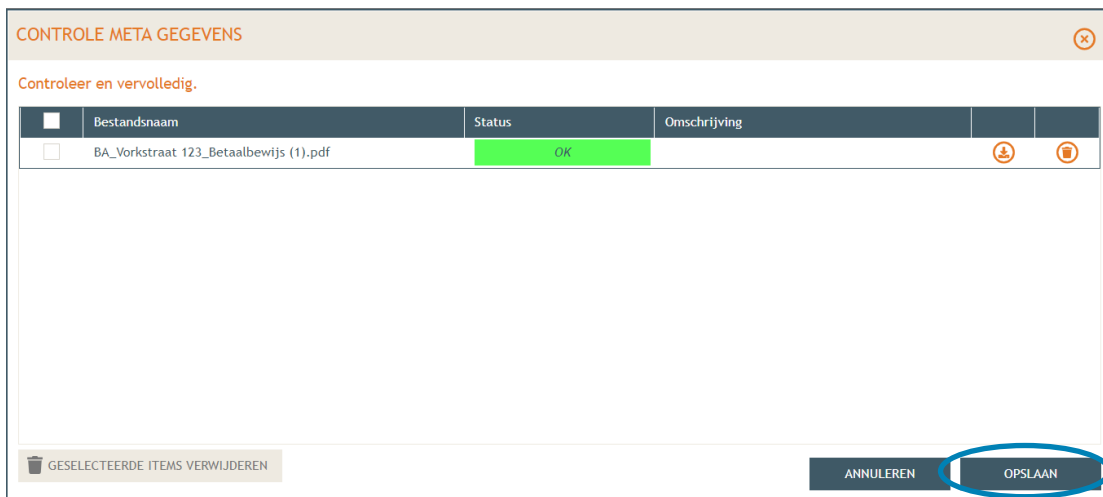 CONTROLE META GEGEVENS
Controleer en vervolledig.
Bestandsnaam Status Omschrijving
BA_Vorkstraat 123_Betaalbewijs (1).pdf OK
GESELECTEERDE ITEMS VERWIJDEREN
ANNULEREN OPSLAAN